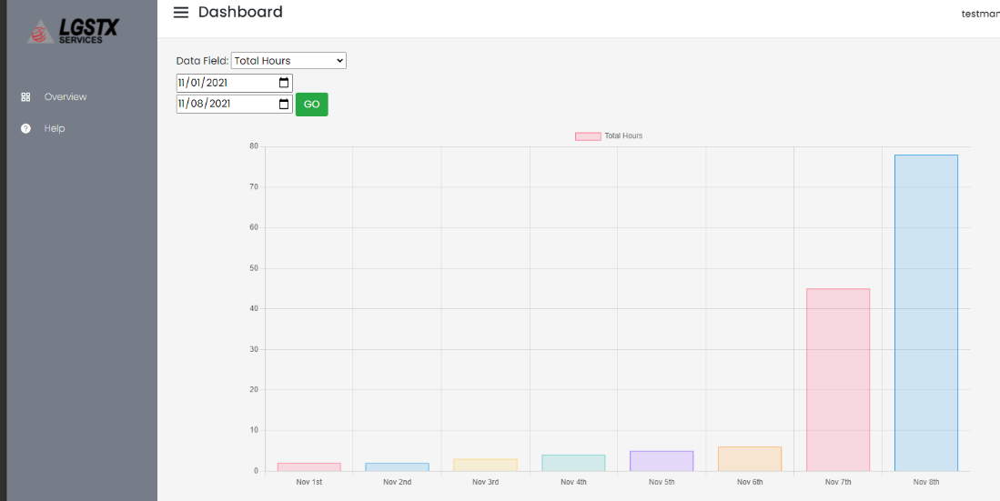 LGSTX
SERVICES
Dashboard
testman
Overview
Help
Data Field: Total Hours
11/01/2021
11/08/2021 GO
Total Hours
80
70
60
50
40
30
20
10
0
Nov 1st Nov 2nd Nov 3rd Nov 4th Nov 5th Nov 6th Nov 7th Nov 8th